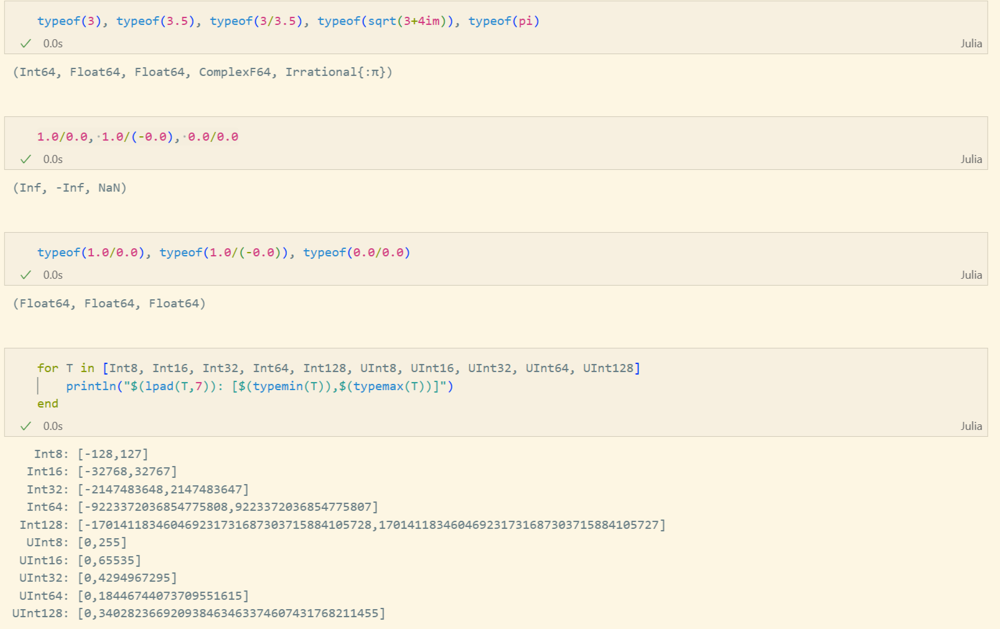 typeof(3), typeof(3.5), typeof(3/3.5), typeof(sqrt(3+4im)), typeof(pi)
✓ 0.0s Julia
(Int64, Float64, Float64, ComplexF64, Irrational{:π})
1.0/0.0, 1.0/(-0.0), 0.0/0.0
✓ 0.0s Julia
(Inf, -Inf, NaN)
typeof(1.0/0.0), typeof(1.0/(-0.0)), typeof(0.0/0.0)
✓ 0.0s Julia
(Float64, Float64, Float64)
for T in [Int8, Int16, Int32, Int64, Int128, UInt8, UInt16, UInt32, UInt64, UInt128]
    println("$(lpad(T,7)): [$(typemin(T)),$(typemax(T))]")
end
✓ 0.0s Julia
   Int8: [-128,127]
  Int16: [-32768,32767]
  Int32: [-2147483648,2147483647]
  Int64: [-9223372036854775808,9223372036854775807]
 Int128: [-170141183460469231731687303715884105728,170141183460469231731687303715884105727]
  UInt8: [0,255]
 UInt16: [0,65535]
 UInt32: [0,4294967295]
 UInt64: [0,18446744073709551615]
UInt128: [0,340282366920938463463374607431768211455]